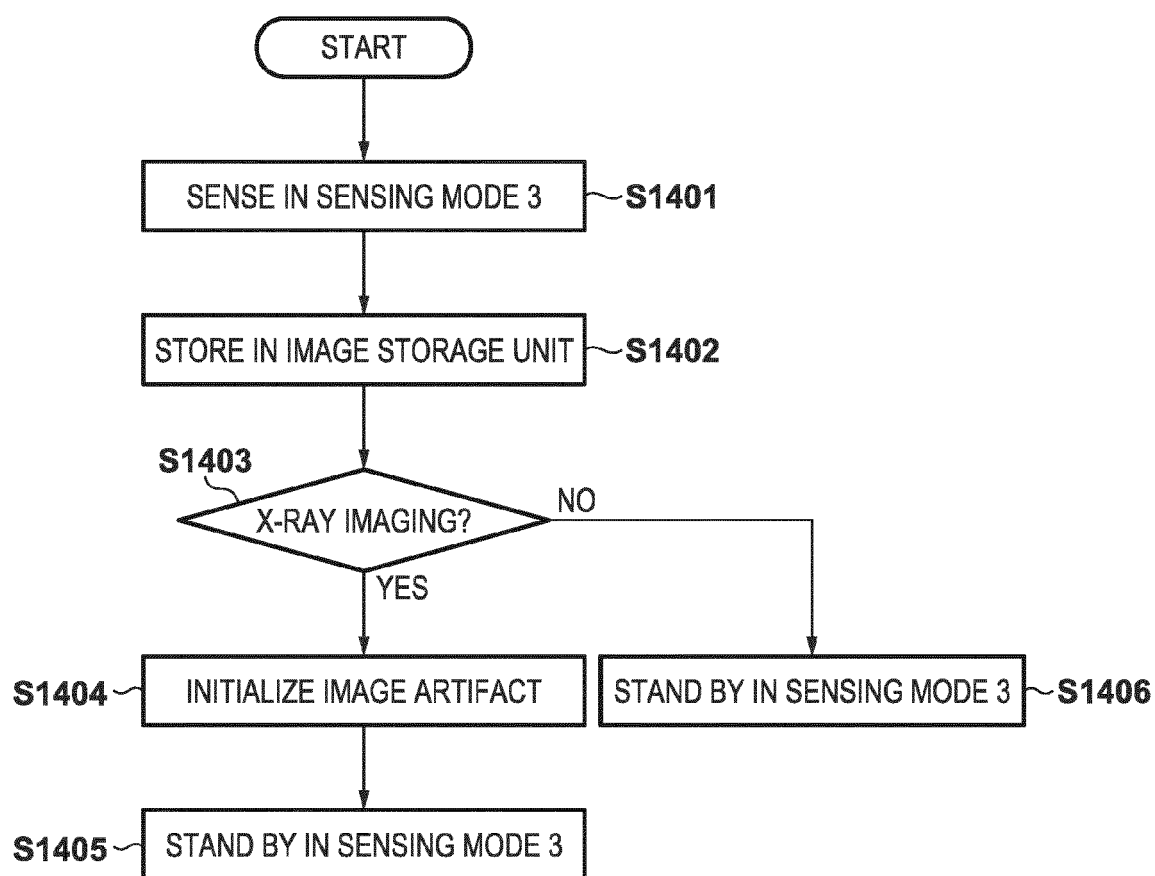 START
SENSE IN SENSING MODE 3
S1401
STORE IN IMAGE STORAGE UNIT
S1402
S1403
X-RAY IMAGING?
NO
YES
S1404
INITIALIZE IMAGE ARTIFACT
STAND BY IN SENSING MODE 3
S1406
S1405
STAND BY IN SENSING MODE 3